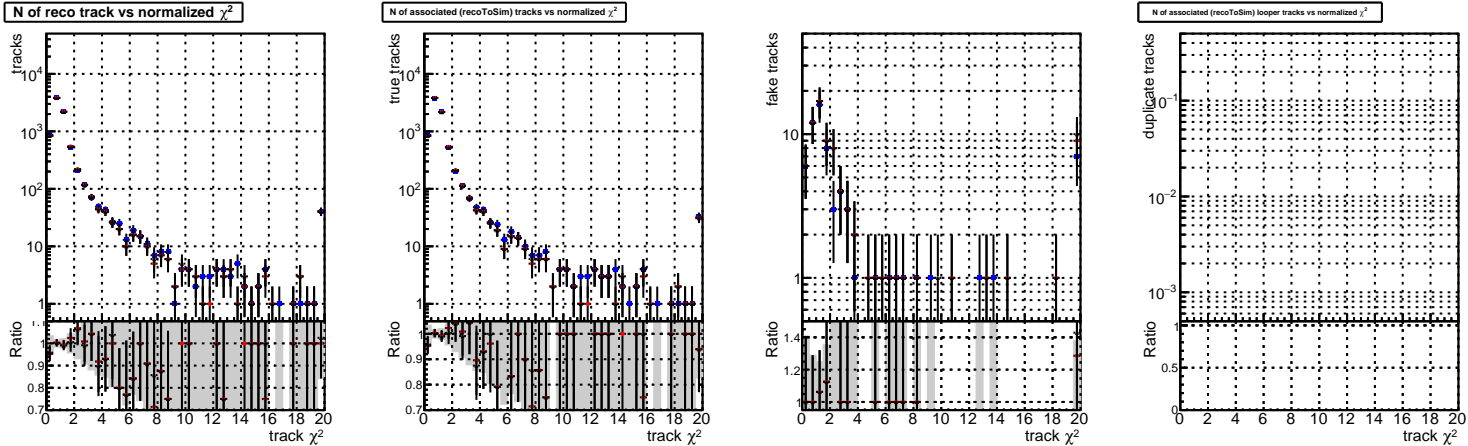 N of reco track vs normalized χ²
tracks
10⁴
10³
10²
10
1
Ratio
1
0.9
0.8
0.7
0 2 4 6 8 10 12 14 16 18 20
track χ²
N of associated (recoToSim) tracks vs normalized χ²
true tracks
10⁴
10³
10²
10
1
Ratio
1
0.9
0.8
0.7
0 2 4 6 8 10 12 14 16 18 20
track χ²
fake tracks
10
1
Ratio
1.4
1.2
1
0 2 4 6 8 10 12 14 16 18 20
track χ²
N of associated (recoToSim) looper tracks vs normalized χ²
duplicate tracks
10⁻¹
10⁻²
10⁻³
Ratio
1
0.5
0
0 2 4 6 8 10 12 14 16 18 20
track χ²